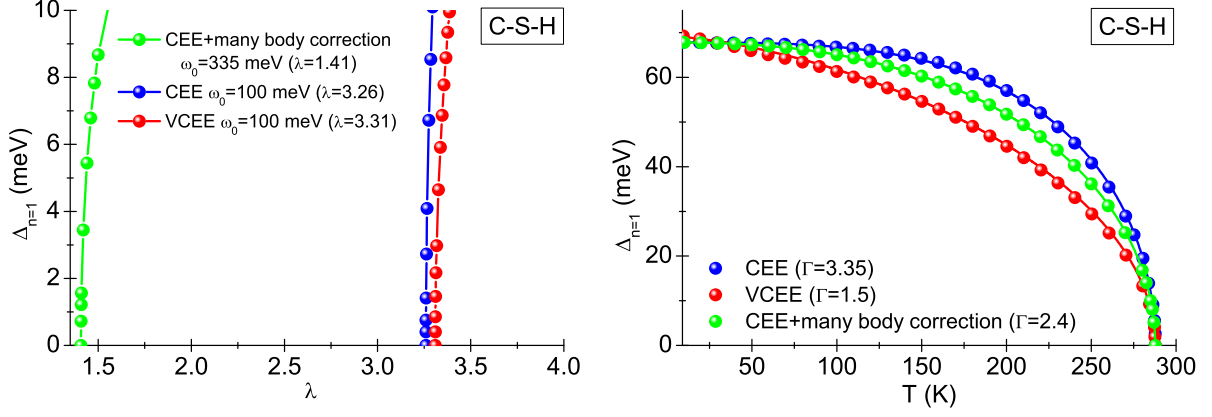 C-S-H
CEE+many body correction
ω₀=335 meV (λ=1.41)
CEE ω₀=100 meV (λ=3.26)
VCEE ω₀=100 meV (λ=3.31)
10
8
6
4
2
0
Δₙ₌₁ (meV)
1.5 2.0 2.5 3.0 3.5 4.0
λ
C-S-H
60
40
20
0
Δₙ₌₁ (meV)
CEE (Γ=3.35)
VCEE (Γ=1.5)
CEE+many body correction (Γ=2.4)
50 100 150 200 250 300
T (K)